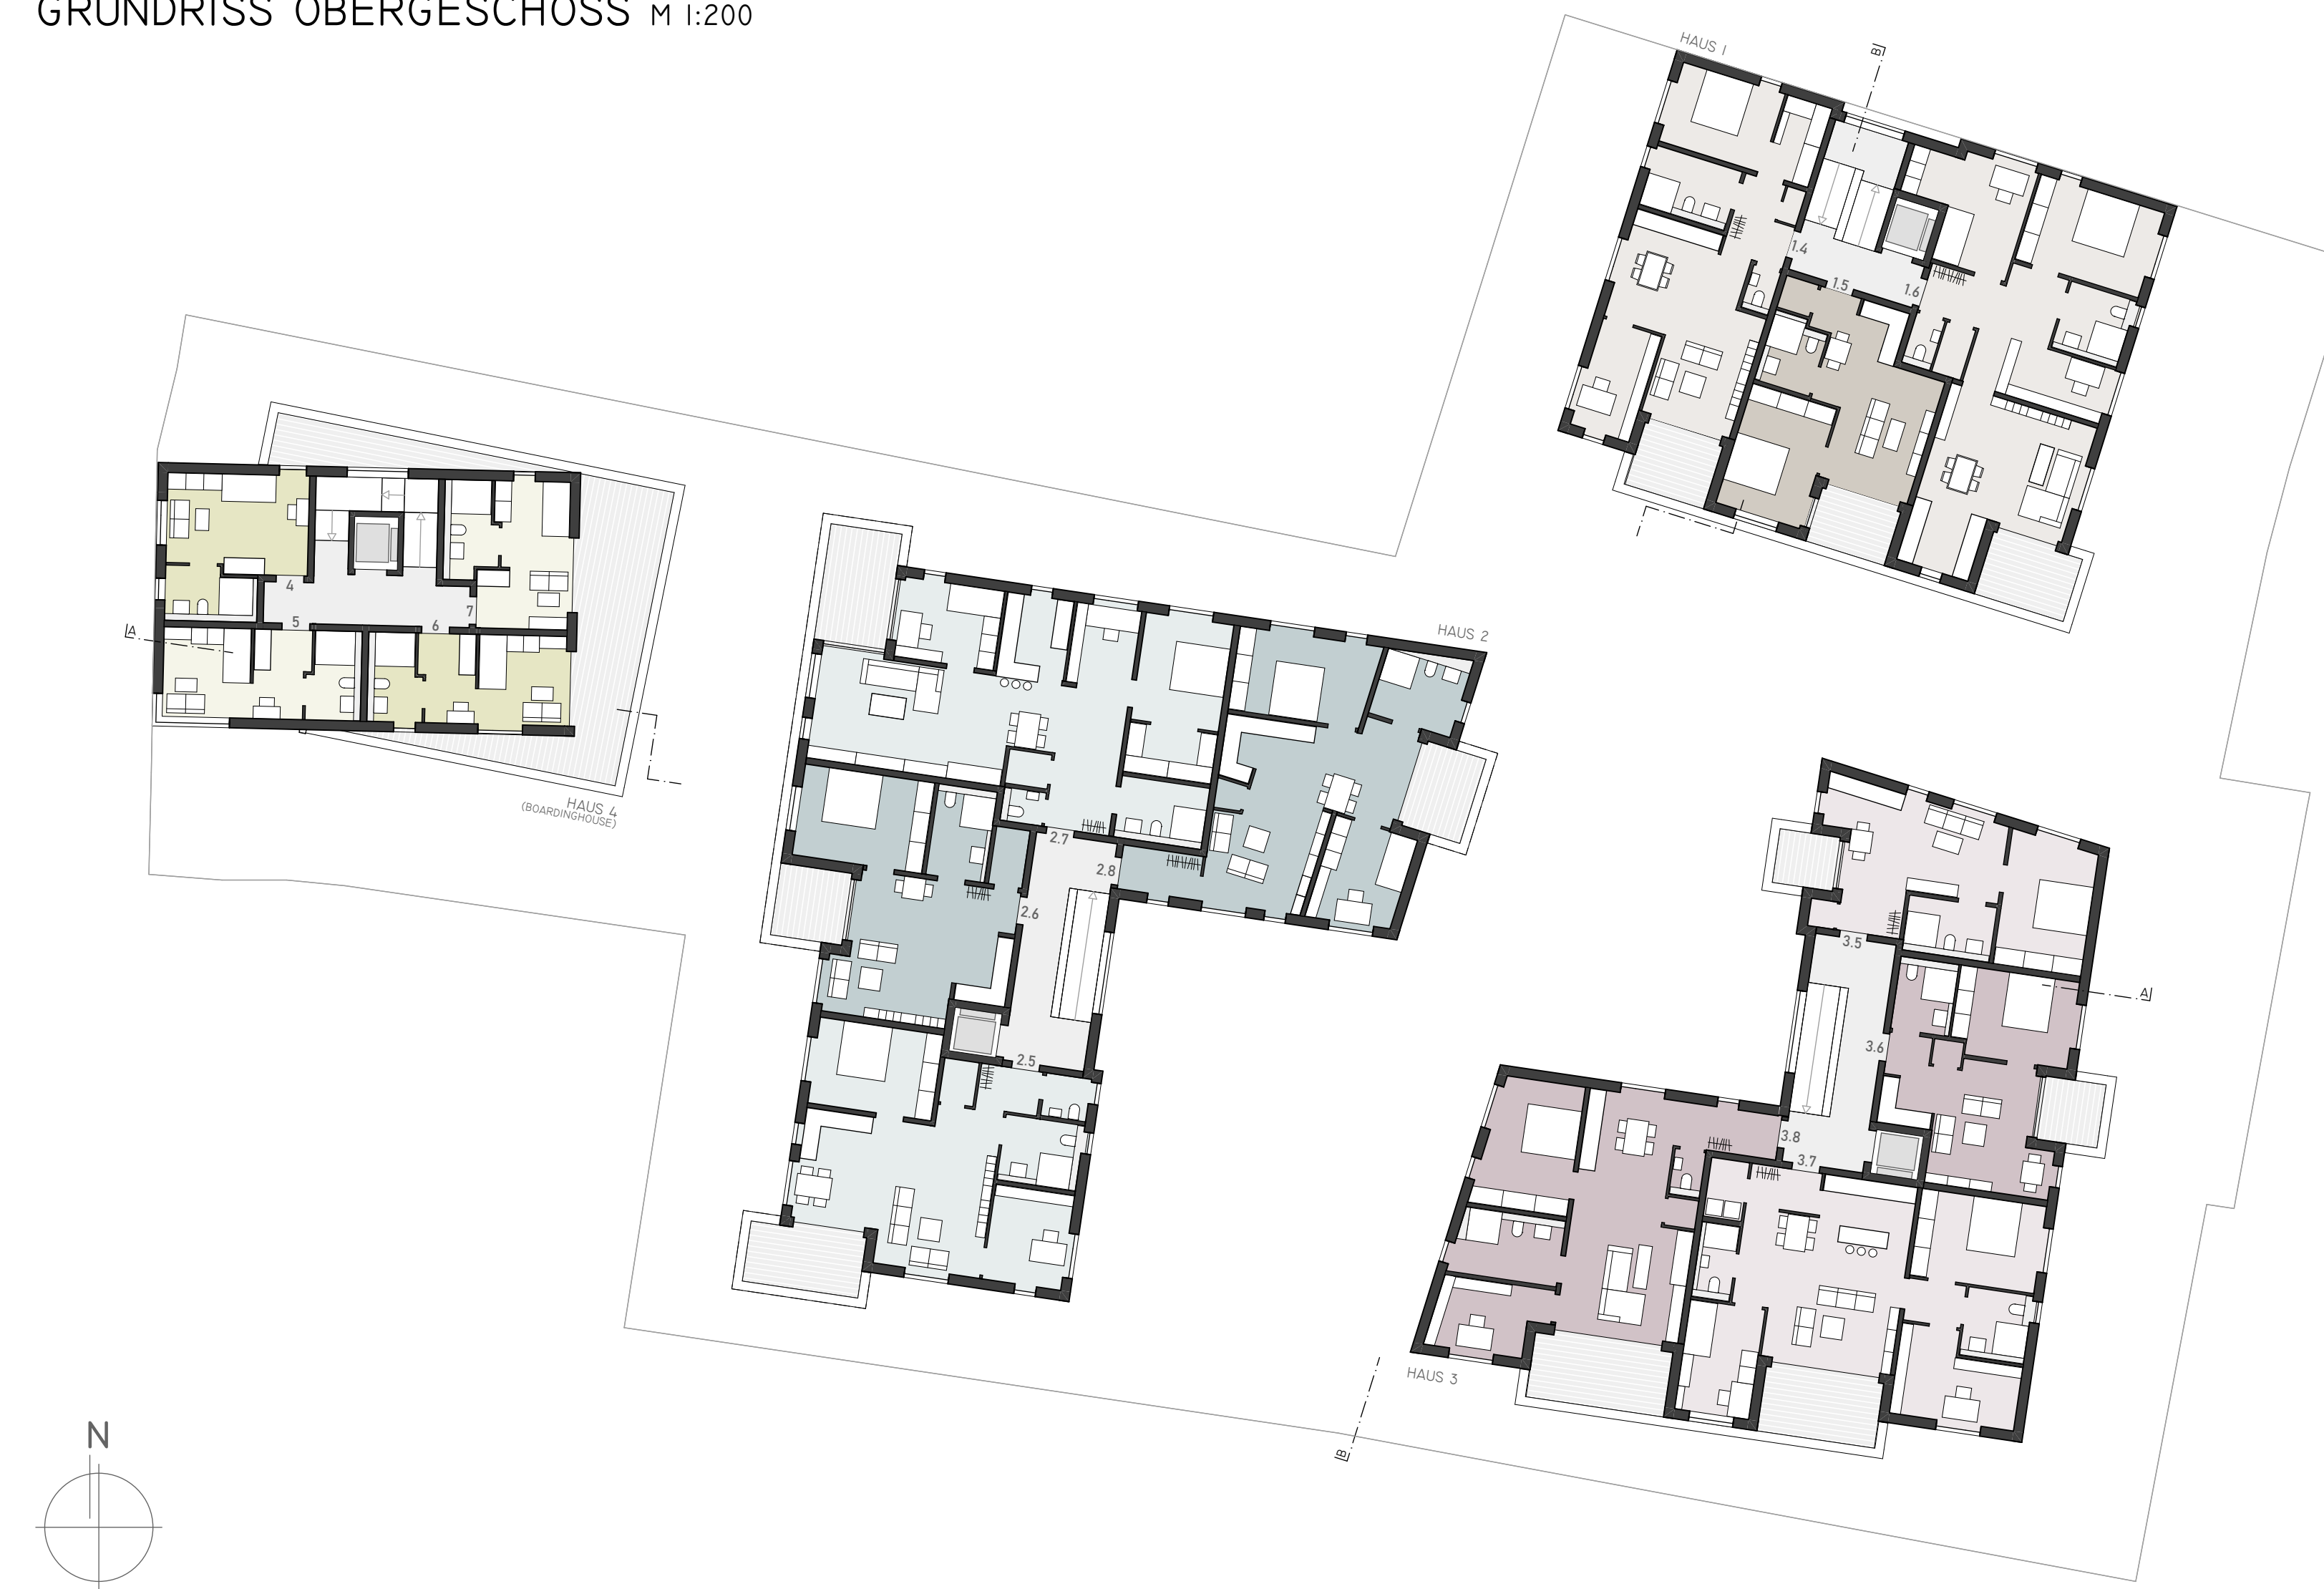 GRUNDRISS OBERGESCHOSS M 1:200
HAUS 1
B
1.4
1.5
1.6
4
5
6
7
A
HAUS 4
(BOARDINGHOUSE)
HAUS 2
2.7
2.8
2.6
2.5
3.5
A
3.6
3.8
3.7
HAUS 3
B
N